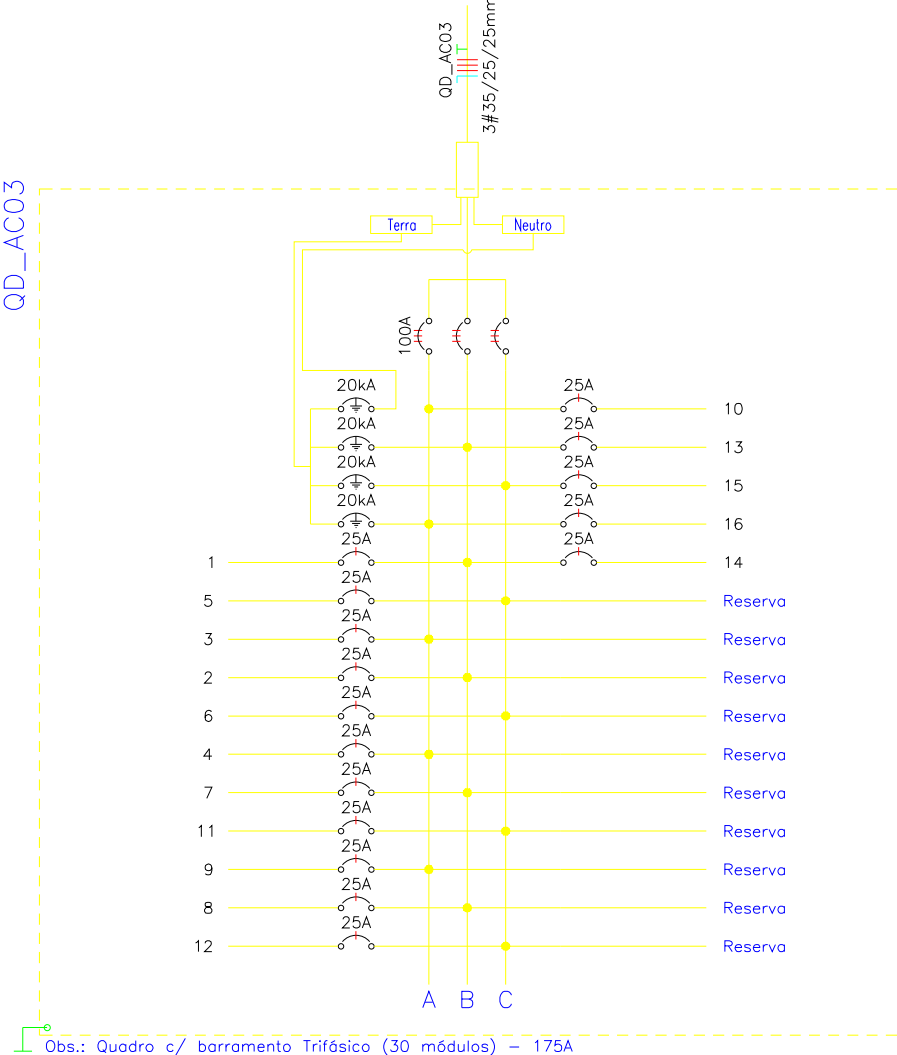 QD_AC03
3#35/25/25mm
QD_AC03
Terra
Neutro
100A
20kA 25A
10
20kA 25A
13
20kA 25A
15
20kA 25A
16
25A 25A
1 14
25A
5 Reserva
25A
3 Reserva
25A
2 Reserva
25A
6 Reserva
25A
4 Reserva
25A
7 Reserva
25A
11 Reserva
25A
9 Reserva
25A
8 Reserva
25A
12 Reserva
A B C
Obs.: Quadro c/ barramento Trifásico (30 módulos) – 175A